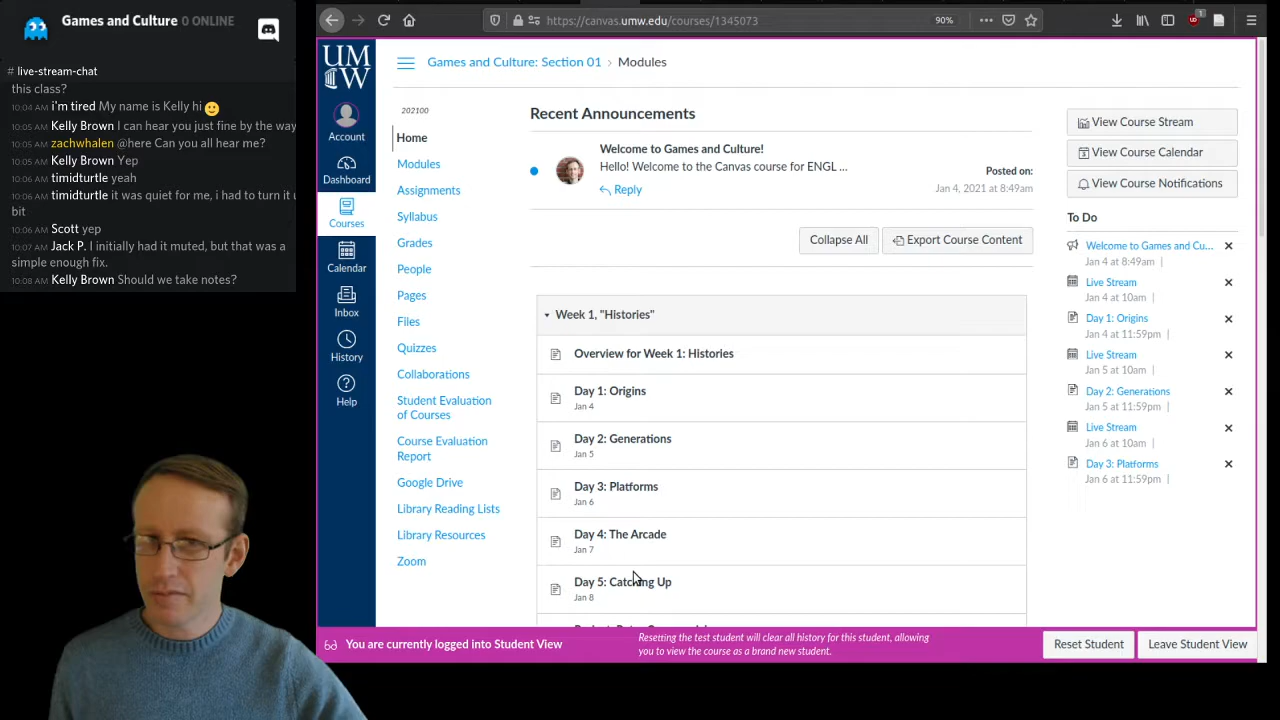 Games and Culture 0 ONLINE
# live-stream-chat
this class?
10:04 AM i'm tired My name is Kelly hi
10:05 AM Kelly Brown I can hear you just fine by the way
10:05 AM zachwhalen @here Can you all hear me?
10:05 AM Kelly Brown Yep
10:06 AM timidturtle yeah
10:06 AM timidturtle it was quiet for me, i had to turn it u
bit
10:06 AM Scott yep
10:07 AM Jack P. I initially had it muted, but that was a
simple enough fix.
10:08 AM Kelly Brown Should we take notes?
https://canvas.umw.edu/courses/1345073
90%
1
UM
W
Account
Dashboard
Courses
Calendar
Inbox
History
Help
Games and Culture: Section 01 › Modules
202100
Home
Modules
Assignments
Syllabus
Grades
People
Pages
Files
Quizzes
Collaborations
Student Evaluation
of Courses
Course Evaluation
Report
Google Drive
Library Reading Lists
Library Resources
Zoom
Recent Announcements
Welcome to Games and Culture!
Hello! Welcome to the Canvas course for ENGL ...
Reply
Posted on:
Jan 4, 2021 at 8:49am
Collapse All
Export Course Content
Week 1, "Histories"
Overview for Week 1: Histories
Day 1: Origins
Jan 4
Day 2: Generations
Jan 5
Day 3: Platforms
Jan 6
Day 4: The Arcade
Jan 7
Day 5: Catching Up
Jan 8
View Course Stream
View Course Calendar
View Course Notifications
To Do
Welcome to Games and Cu...
Jan 4 at 8:49am |
Live Stream
Jan 4 at 10am |
Day 1: Origins
Jan 4 at 11:59pm |
Live Stream
Jan 5 at 10am |
Day 2: Generations
Jan 5 at 11:59pm |
Live Stream
Jan 6 at 10am |
Day 3: Platforms
Jan 6 at 11:59pm |
You are currently logged into Student View
Resetting the test student will clear all history for this student, allowing
you to view the course as a brand new student.
Reset Student
Leave Student View